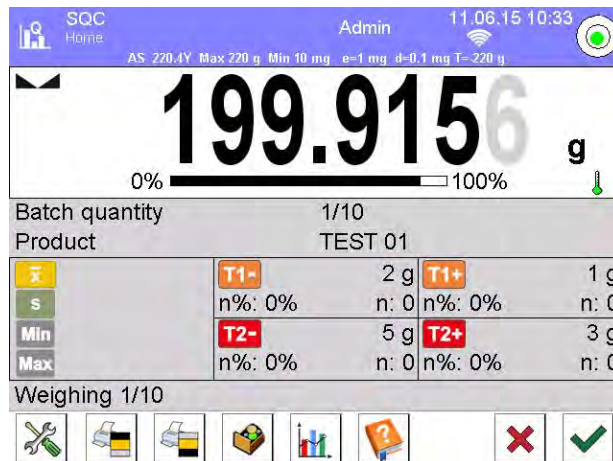 SQC
Home
Admin
11.06.15 10:33
AS 220.4Y Max 220 g Min 10 mg e=1 mg d=0.1 mg T=-220 g
199.9156 g
0% 100%
Batch quantity 1/10
Product TEST 01
x̅ T1- 2 g T1+ 1 g
s n%: 0% n: 0 n%: 0% n: 0
Min T2- 5 g T2+ 3 g
Max n%: 0% n: 0 n%: 0% n: 0
Weighing 1/10
?